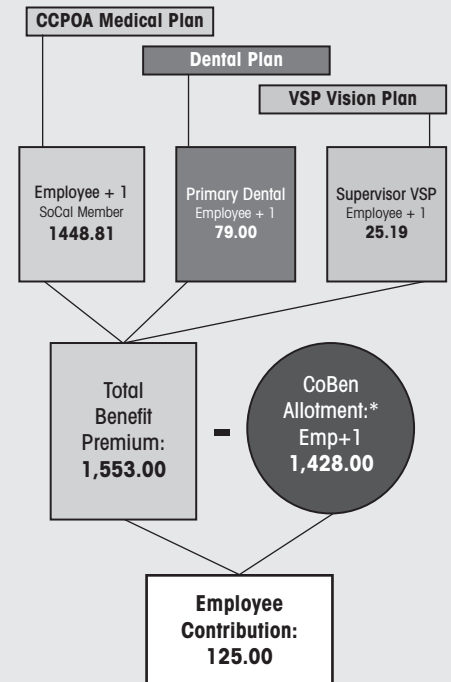 CCPOA Medical Plan
Dental Plan
VSP Vision Plan
Employee + 1
SoCal Member
1448.81
Primary Dental
Employee + 1
79.00
Supervisor VSP
Employee + 1
25.19
Total
Benefit
Premium:
1,553.00
-
CoBen
Allotment:*
Emp+1
1,428.00
Employee
Contribution:
125.00